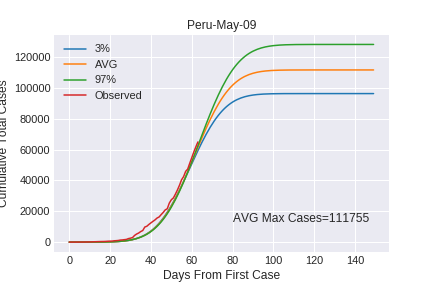 Peru-May-09
3%
AVG
97%
Observed
120000
100000
80000
60000
40000
20000
0
Cumulative Total Cases
AVG Max Cases=111755
0 20 40 60 80 100 120 140
Days From First Case